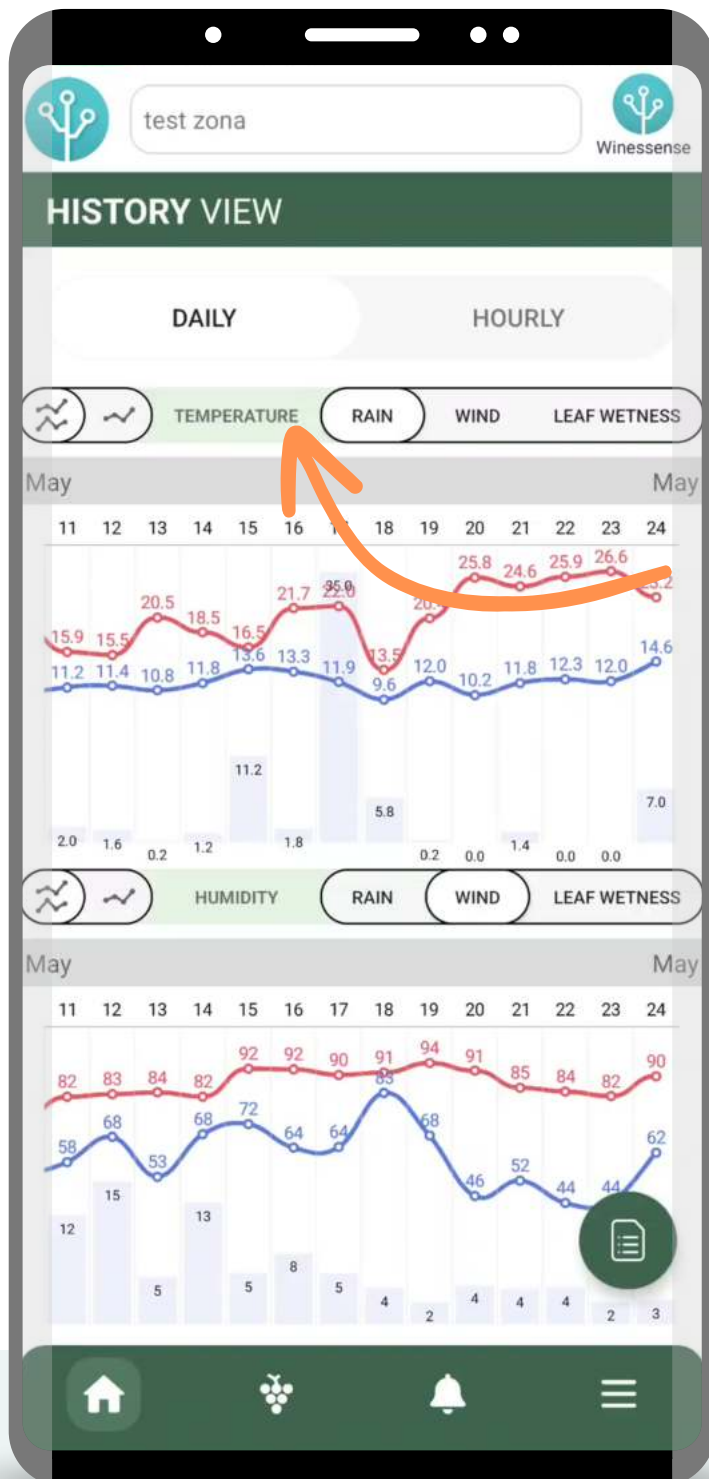 test zona
Winessense
HISTORY VIEW
DAILY HOURLY
TEMPERATURE RAIN WIND LEAF WETNESS
May May
11 12 13 14 15 16 18 19 20 21 22 23 24
25.8 24.6 25.9 26.6
20.5 18.5 21.7 35.0
15.9 15.5 16.5 13.5
11.2 11.4 10.8 11.8 13.6 13.3 11.9 9.6 12.0 10.2 11.8 12.3 12.0 14.6
11.2
5.8 7.0
2.0 1.6 0.2 1.2 1.8 0.2 0.0 1.4 0.0 0.0
HUMIDITY RAIN WIND LEAF WETNESS
May May
11 12 13 14 15 16 17 18 19 20 21 22 23 24
82 83 84 82 92 92 90 91 94 91 85 84 82 90
58 68 53 68 72 64 64 85 68 46 52 44 44 62
12 15 5 13 5 8 5 4 2 4 4 4 2 3